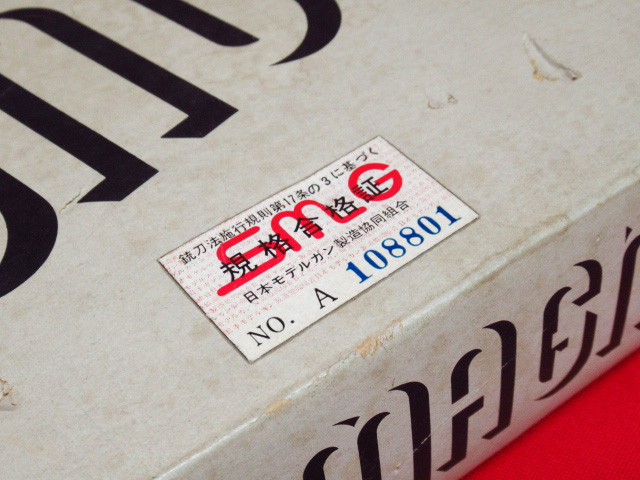 銃刀法施行規則第17条の3に基づく
SMG
規格合格証
日本モデルガン製造協同組合
NO. A 108801